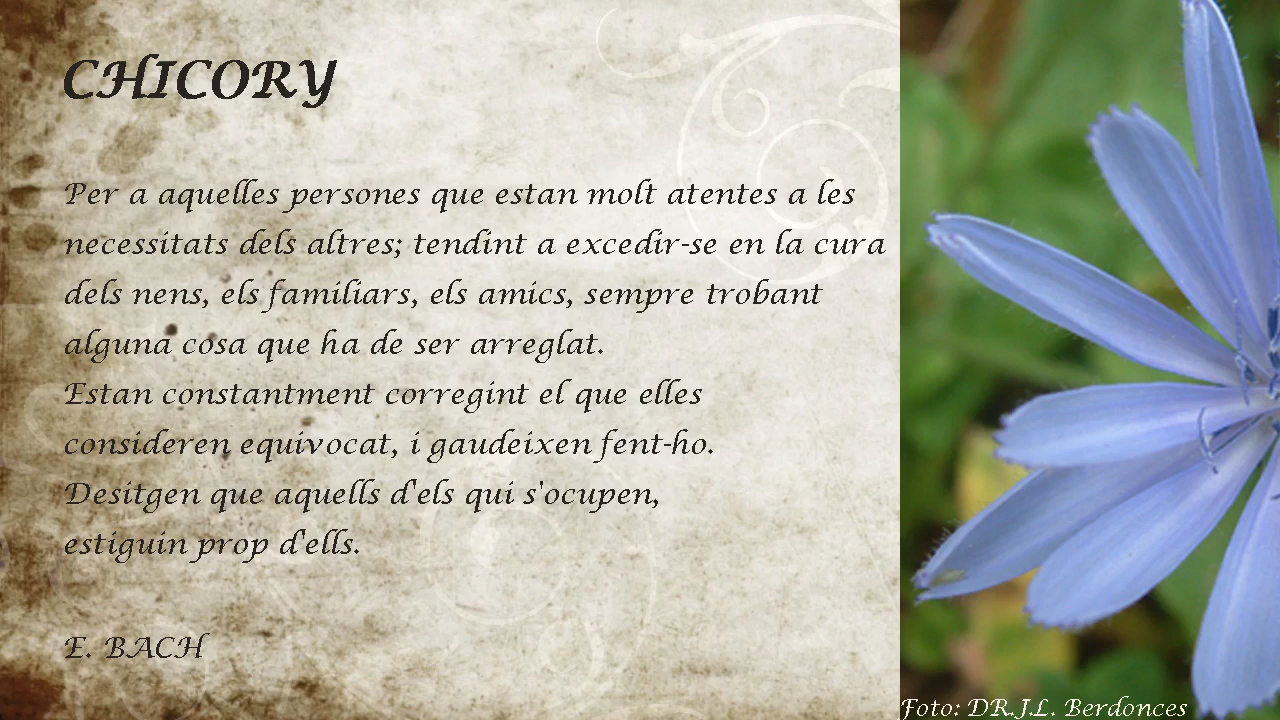 CHICORY
Per a aquelles persones que estan molt atentes a les
necessitats dels altres; tendint a excedir-se en la cura
dels nens, els familiars, els amics, sempre trobant
alguna cosa que ha de ser arreglat.
Estan constantment corregint el que elles
consideren equivocat, i gaudeixen fent-ho.
Desitgen que aquells d'els qui s'ocupen,
estiguin prop d'ells.
E. BACH
Foto: DR.J.L. Berdonces